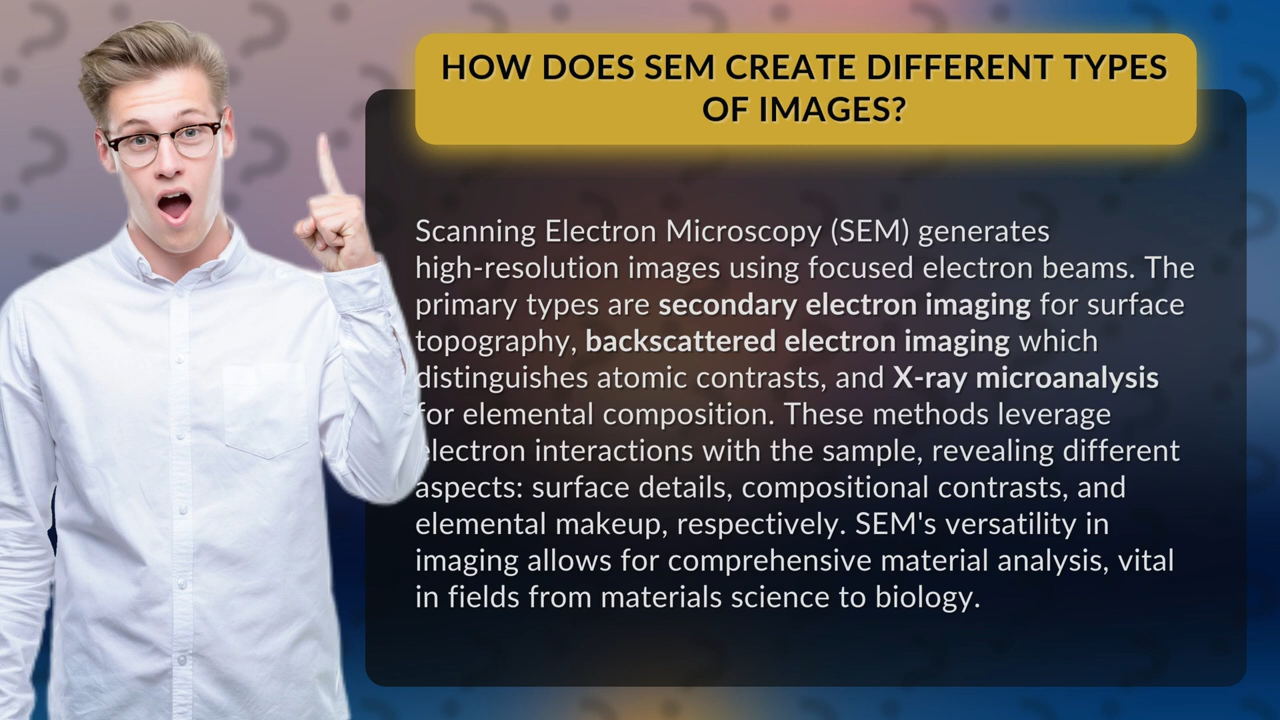 HOW DOES SEM CREATE DIFFERENT TYPES
OF IMAGES?
Scanning Electron Microscopy (SEM) generates
high-resolution images using focused electron beams. The
primary types are secondary electron imaging for surface
topography, backscattered electron imaging which
distinguishes atomic contrasts, and X-ray microanalysis
for elemental composition. These methods leverage
electron interactions with the sample, revealing different
aspects: surface details, compositional contrasts, and
elemental makeup, respectively. SEM's versatility in
imaging allows for comprehensive material analysis, vital
in fields from materials science to biology.